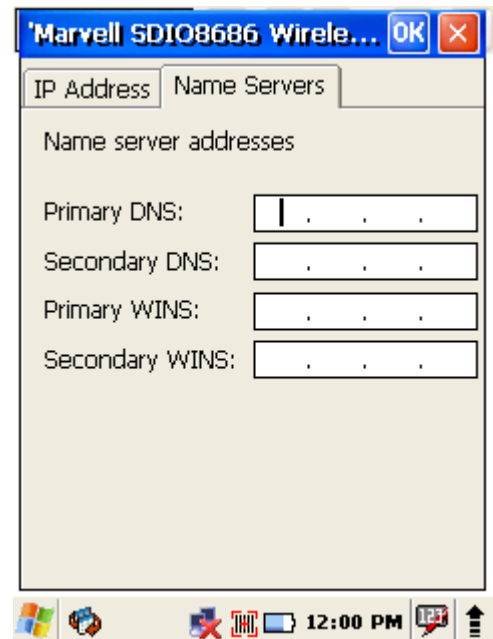 'Marvell SDIO8686 Wirele... OK
IP Address Name Servers
Name server addresses
Primary DNS: . . .
Secondary DNS: . . .
Primary WINS: . . .
Secondary WINS: . . .
12:00 PM 123